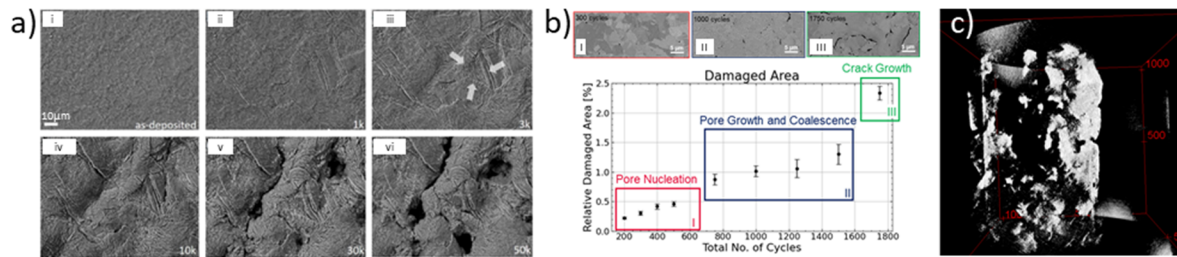 a)
i
ii
iii
10µm
as-deposited
1k
3k
iv
v
vi
10k
30k
50k
b)
300 cycles
1000 cycles
1750 cycles
I
II
III
5 µm
5 µm
5 µm
Damaged Area
Crack Growth
III
Pore Growth and Coalescence
II
Pore Nucleation
I
Relative Damaged Area [%]
2.5
2.0
1.5
1.0
0.5
0.0
200 400 600 800 1000 1200 1400 1600 1800
Total No. of Cycles
c)
1000
500